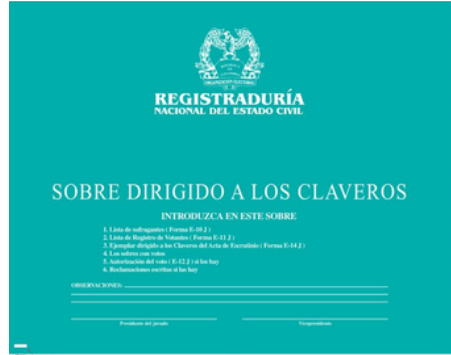 REGISTRADURÍA
NACIONAL DEL ESTADO CIVIL
SOBRE DIRIGIDO A LOS CLAVEROS
INTRODUZCA EN ESTE SOBRE
1. Lista de sufragantes ( Forma E-10 J )
2. Lista de Registro de Votantes ( Forma E-11 J )
3. Ejemplar dirigido a los Claveros del Acta de Escrutinio ( Forma E-14 J )
4. Los sobres con votos
5. Autorización del voto ( E-12 J ) si los hay
6. Reclamaciones escritas si las hay
OBSERVACIONES:
Presidente del jurado Vicepresidente